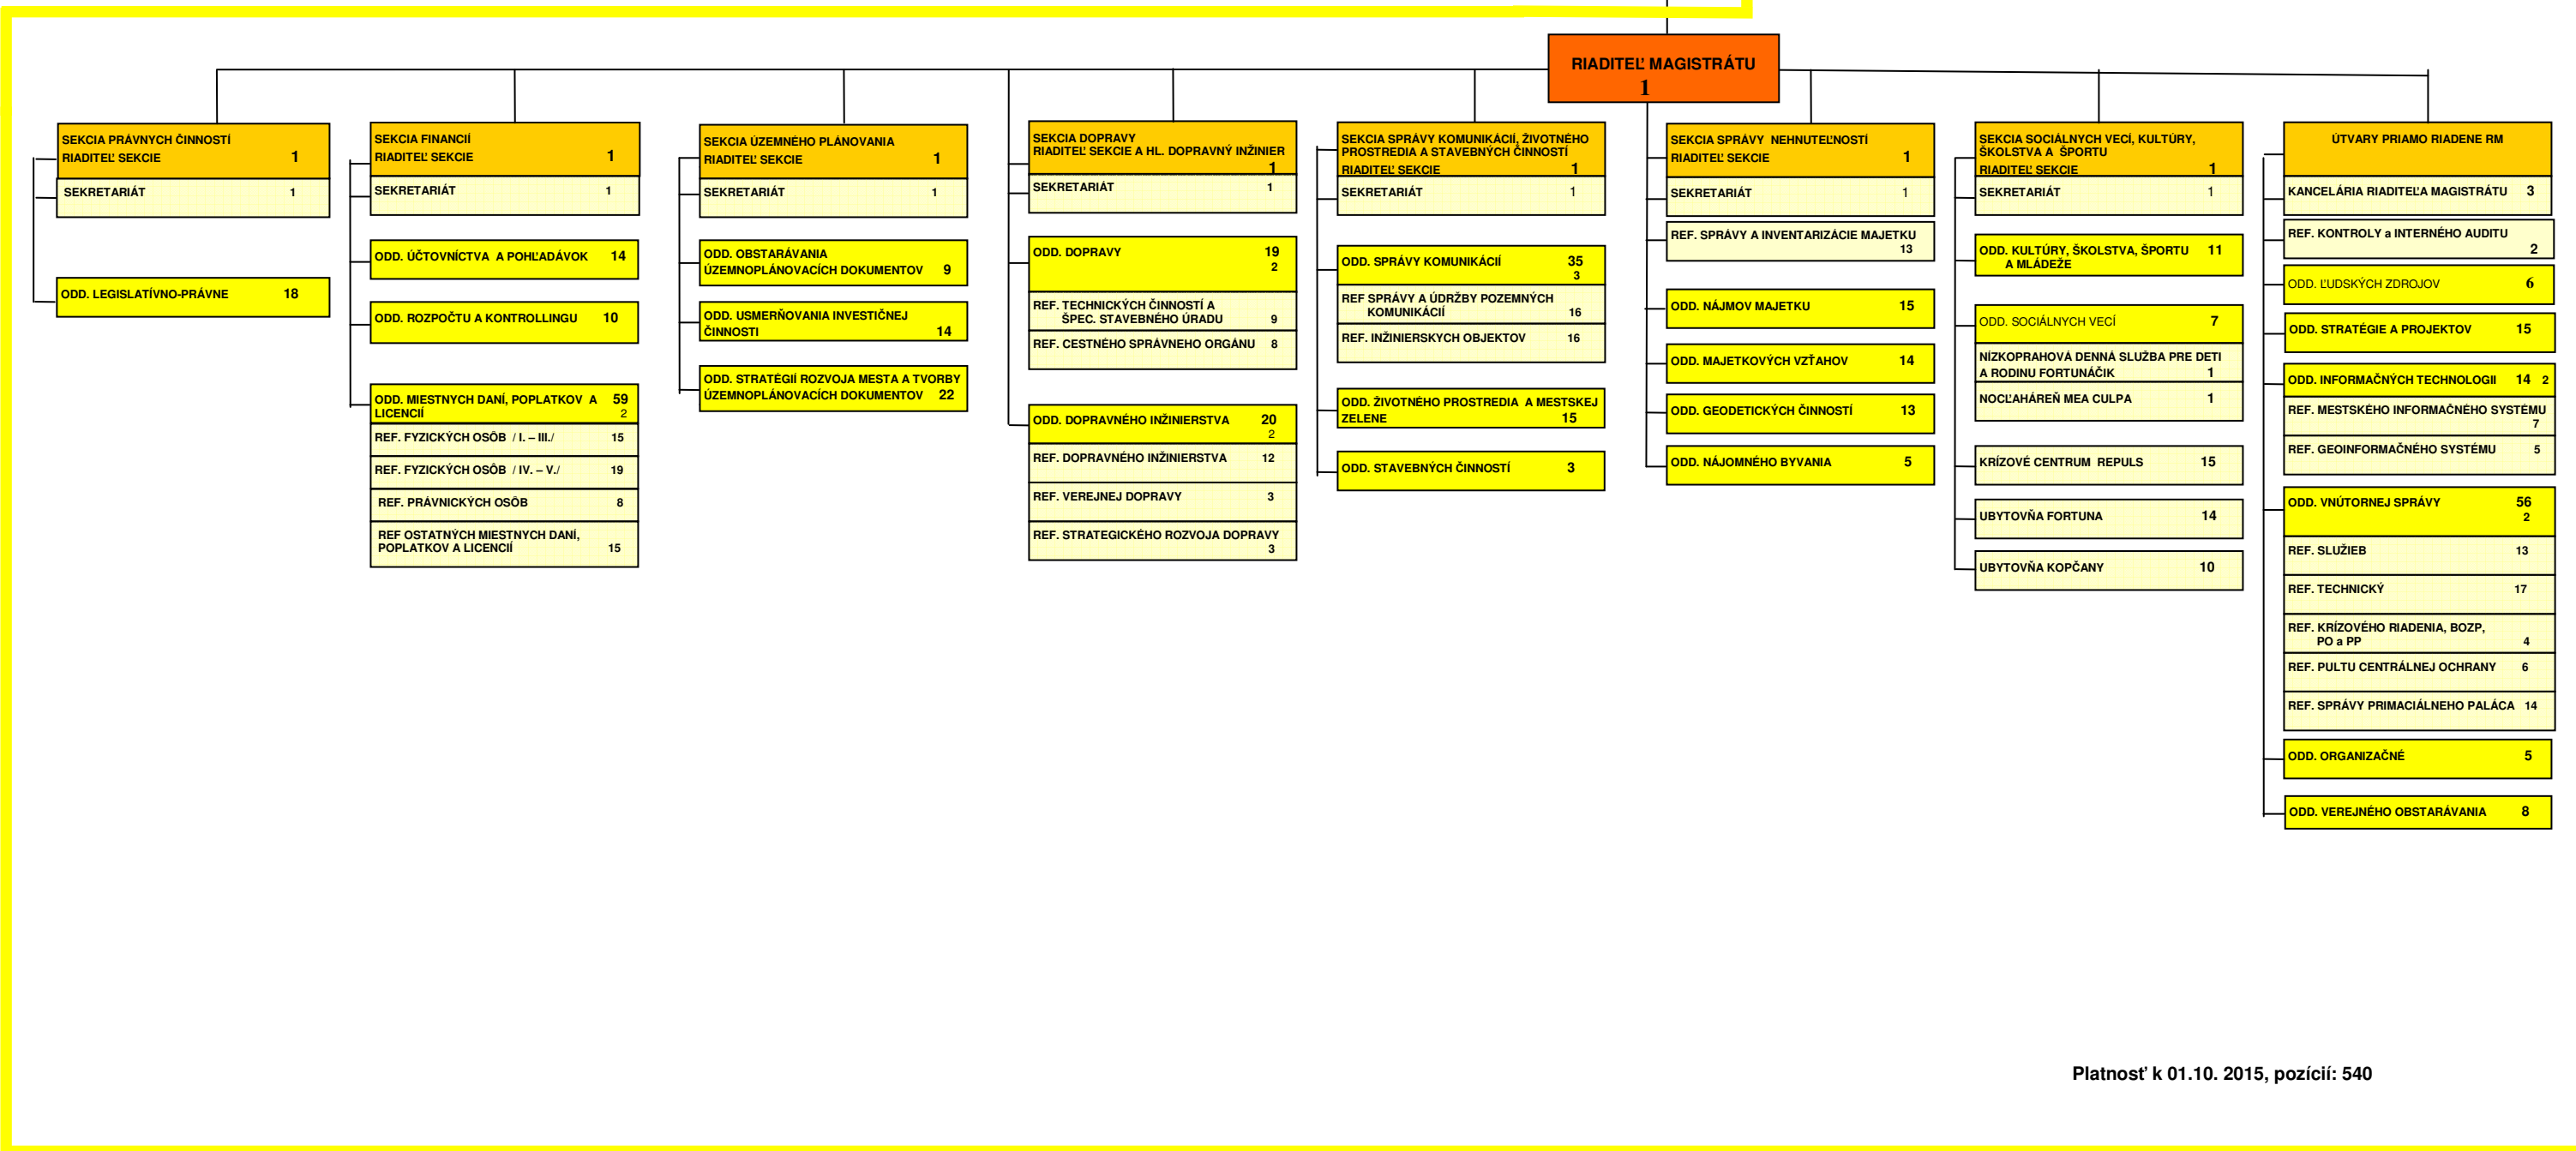 RIADITEĽ MAGISTRÁTU
1
SEKCIA PRÁVNYCH ČINNOSTÍ
RIADITEĽ SEKCIE 1
SEKRETARIÁT 1
ODD. LEGISLATÍVNO-PRÁVNE 18
SEKCIA FINANCIÍ
RIADITEĽ SEKCIE 1
SEKRETARIÁT 1
ODD. ÚČTOVNÍCTVA A POHĽADÁVOK 14
ODD. ROZPOČTU A KONTROLLINGU 10
ODD. MIESTNYCH DANÍ, POPLATKOV A 59
LICENCIÍ 2
REF. FYZICKÝCH OSÔB / I. – III./ 15
REF. FYZICKÝCH OSÔB / IV. – V./ 19
REF. PRÁVNICKÝCH OSÔB 8
REF OSTATNÝCH MIESTNYCH DANÍ,
POPLATKOV A LICENCIÍ 15
SEKCIA ÚZEMNÉHO PLÁNOVANIA
RIADITEĽ SEKCIE 1
SEKRETARIÁT 1
ODD. OBSTARÁVANIA
ÚZEMNOPLÁNOVACÍCH DOKUMENTOV 9
ODD. USMERŇOVANIA INVESTIČNEJ
ČINNOSTI 14
ODD. STRATÉGIÍ ROZVOJA MESTA A TVORBY
ÚZEMNOPLÁNOVACÍCH DOKUMENTOV 22
SEKCIA DOPRAVY
RIADITEĽ SEKCIE A HL. DOPRAVNÝ INŽINIER
1
SEKRETARIÁT 1
ODD. DOPRAVY 19
2
REF. TECHNICKÝCH ČINNOSTÍ A
ŠPEC. STAVEBNÉHO ÚRADU 9
REF. CESTNÉHO SPRÁVNEHO ORGÁNU 8
ODD. DOPRAVNÉHO INŽINIERSTVA 20
2
REF. DOPRAVNÉHO INŽINIERSTVA 12
REF. VEREJNEJ DOPRAVY 3
REF. STRATEGICKÉHO ROZVOJA DOPRAVY
3
SEKCIA SPRÁVY KOMUNIKÁCIÍ, ŽIVOTNÉHO
PROSTREDIA A STAVEBNÝCH ČINNOSTÍ
RIADITEĽ SEKCIE 1
SEKRETARIÁT 1
ODD. SPRÁVY KOMUNIKÁCIÍ 35
3
REF SPRÁVY A ÚDRŽBY POZEMNÝCH
KOMUNIKÁCIÍ 16
REF. INŽINIERSKYCH OBJEKTOV 16
ODD. ŽIVOTNÉHO PROSTREDIA A MESTSKEJ
ZELENE 15
ODD. STAVEBNÝCH ČINNOSTÍ 3
SEKCIA SPRÁVY NEHNUTEĽNOSTÍ
RIADITEĽ SEKCIE 1
SEKRETARIÁT 1
REF. SPRÁVY A INVENTARIZÁCIE MAJETKU
13
ODD. NÁJMOV MAJETKU 15
ODD. MAJETKOVÝCH VZŤAHOV 14
ODD. GEODETICKÝCH ČINNOSTÍ 13
ODD. NÁJOMNÉHO BYVANIA 5
SEKCIA SOCIÁLNYCH VECÍ, KULTÚRY,
ŠKOLSTVA A ŠPORTU
RIADITEĽ SEKCIE 1
SEKRETARIÁT 1
ODD. KULTÚRY, ŠKOLSTVA, ŠPORTU 11
A MLÁDEŽE
ODD. SOCIÁLNYCH VECÍ 7
NÍZKOPRAHOVÁ DENNÁ SLUŽBA PRE DETI
A RODINU FORTUNÁČIK 1
NOCĽAHÁREŇ MEA CULPA 1
KRÍZOVÉ CENTRUM REPULS 15
UBYTOVŇA FORTUNA 14
UBYTOVŇA KOPČANY 10
ÚTVARY PRIAMO RIADENE RM
KANCELÁRIA RIADITEĽA MAGISTRÁTU 3
REF. KONTROLY a INTERNÉHO AUDITU
2
ODD. ĽUDSKÝCH ZDROJOV 6
ODD. STRATÉGIE A PROJEKTOV 15
ODD. INFORMAČNÝCH TECHNOLOGII 14 2
REF. MESTSKÉHO INFORMAČNÉHO SYSTÉMU
7
REF. GEOINFORMAČNÉHO SYSTÉMU 5
ODD. VNÚTORNEJ SPRÁVY 56
2
REF. SLUŽIEB 13
REF. TECHNICKÝ 17
REF. KRÍZOVÉHO RIADENIA, BOZP,
PO a PP 4
REF. PULTU CENTRÁLNEJ OCHRANY 6
REF. SPRÁVY PRIMACIÁLNEHO PALÁCA 14
ODD. ORGANIZAČNÉ 5
ODD. VEREJNÉHO OBSTARÁVANIA 8
Platnosť k 01.10. 2015, pozícií: 540